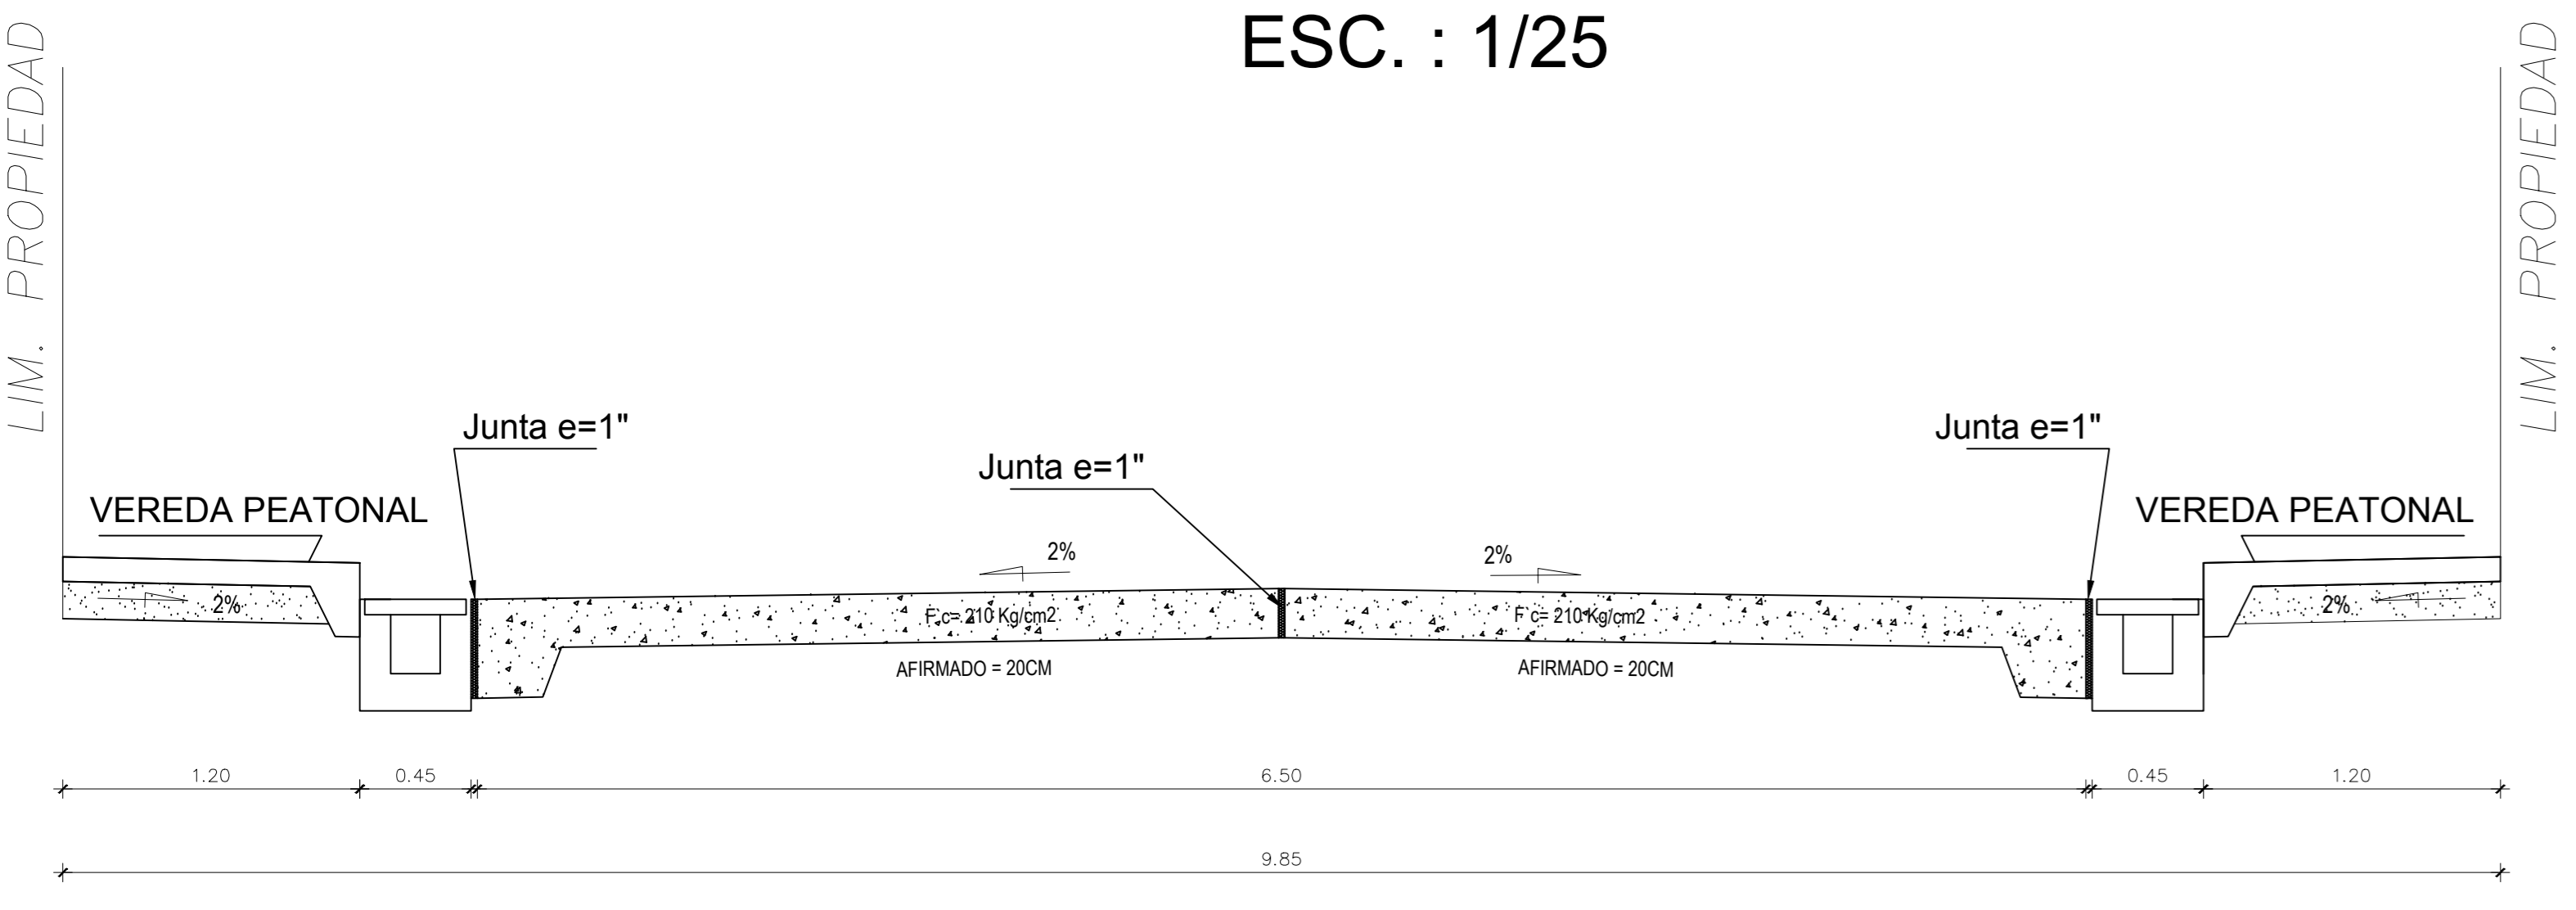 ESC. : 1/25
LIM. PROPIEDAD
LIM. PROPIEDAD
Junta e=1"
Junta e=1"
Junta e=1"
VEREDA PEATONAL
VEREDA PEATONAL
2%
2%
2%
2%
F'c= 210 Kg/cm2
F'c= 210 Kg/cm2
AFIRMADO = 20CM
AFIRMADO = 20CM
1.20
0.45
6.50
0.45
1.20
9.85